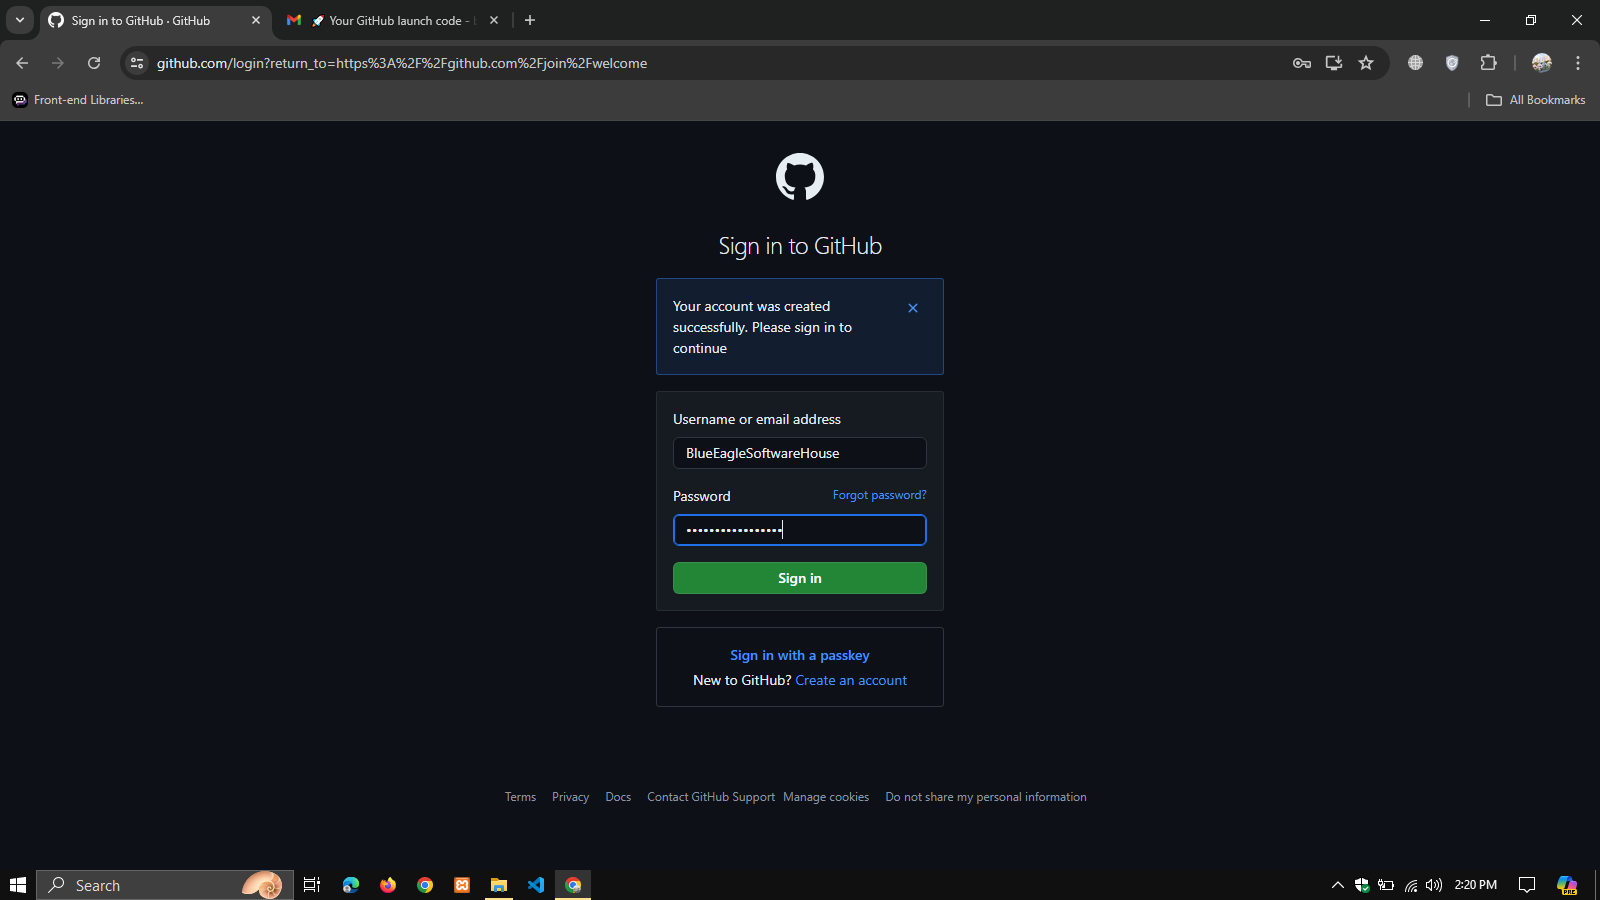 Sign in to GitHub · GitHub
Your GitHub launch code -
github.com/login?return_to=https%3A%2F%2Fgithub.com%2Fjoin%2Fwelcome
Front-end Libraries...
All Bookmarks
Sign in to GitHub
Your account was created
successfully. Please sign in to
continue
Username or email address
BlueEagleSoftwareHouse
Password
Forgot password?
Sign in
Sign in with a passkey
New to GitHub? Create an account
Terms Privacy Docs Contact GitHub Support Manage cookies Do not share my personal information
Search
2:20 PM
PRE